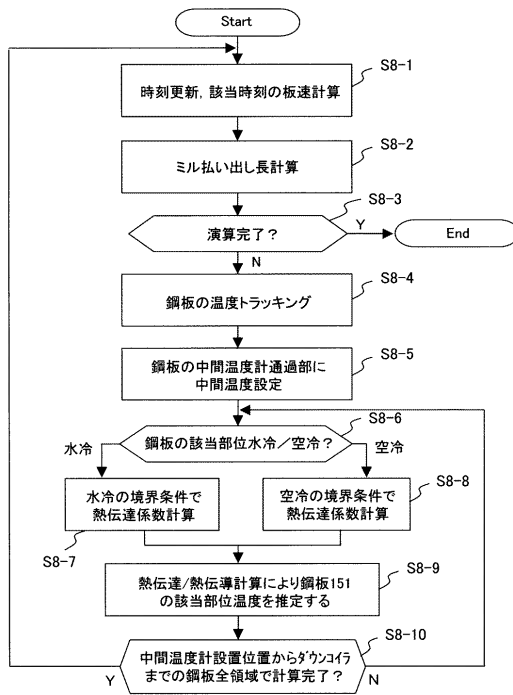 Start
S8-1
時刻更新，該当時刻の板速計算
S8-2
ミル払い出し長計算
S8-3
演算完了？
Y
End
N
S8-4
鋼板の温度トラッキング
S8-5
鋼板の中間温度計通過部に
中間温度設定
S8-6
鋼板の該当部位水冷／空冷？
水冷
空冷
水冷の境界条件で
熱伝達係数計算
S8-7
空冷の境界条件で
熱伝達係数計算
S8-8
S8-9
熱伝達/熱伝導計算により鋼板151
の該当部位温度を推定する
S8-10
中間温度計設置位置からダウンコイラ
までの鋼板全領域で計算完了？
Y
N